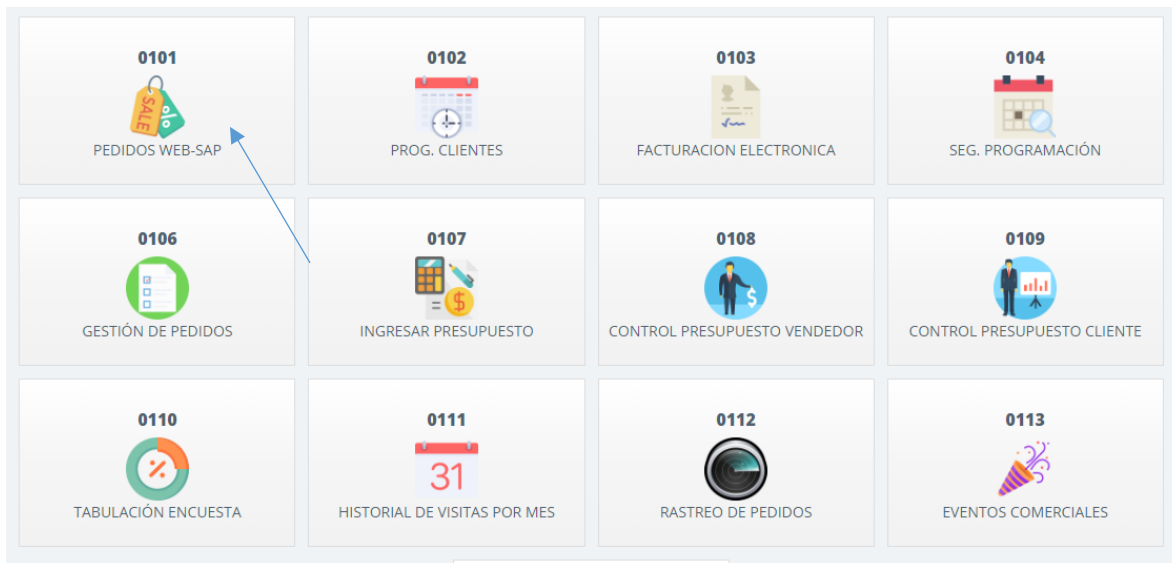 0101
0102
0103
0104
SALE
%
PEDIDOS WEB-SAP
PROG. CLIENTES
FACTURACION ELECTRONICA
SEG. PROGRAMACIÓN
0106
0107
0108
0109
= $
$
GESTIÓN DE PEDIDOS
INGRESAR PRESUPUESTO
CONTROL PRESUPUESTO VENDEDOR
CONTROL PRESUPUESTO CLIENTE
0110
0111
0112
0113
%
31
TABULACIÓN ENCUESTA
HISTORIAL DE VISITAS POR MES
RASTREO DE PEDIDOS
EVENTOS COMERCIALES